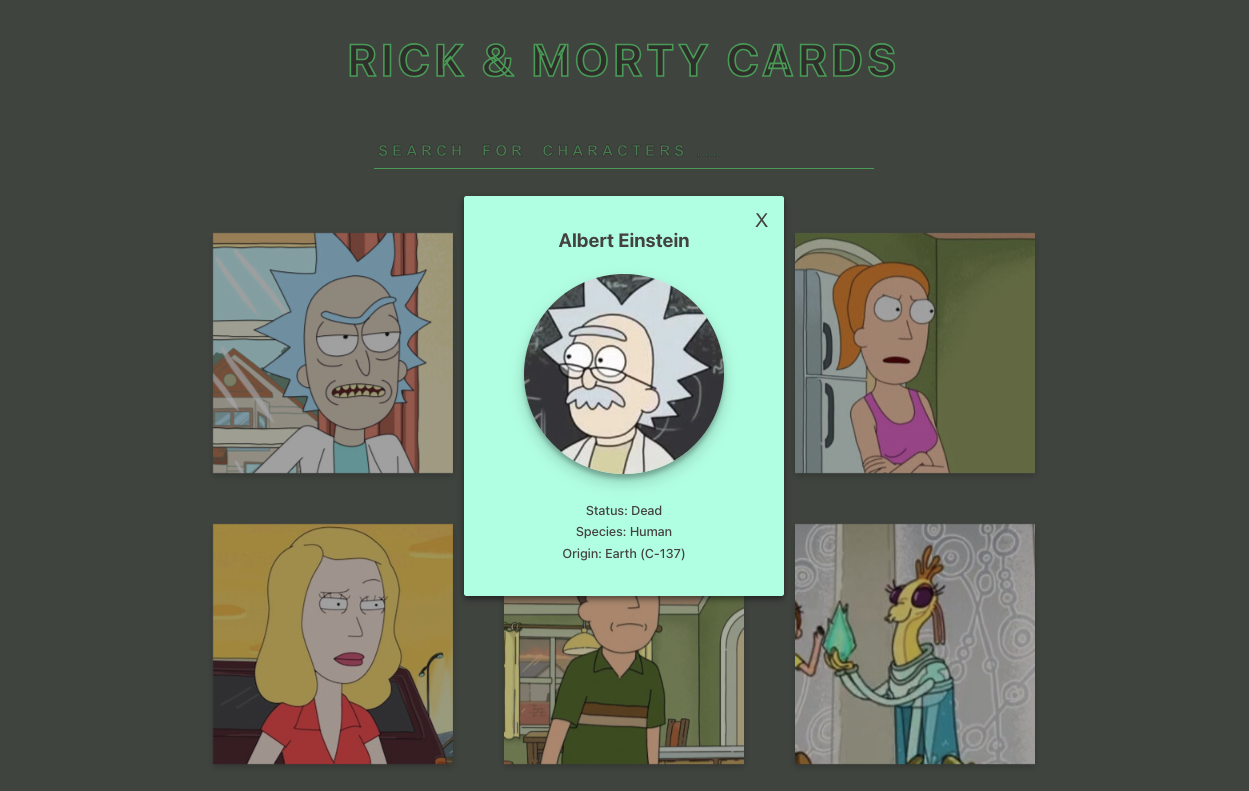 RICK & MORTY CARDS
SEARCH FOR CHARACTERS
X
Albert Einstein
Status: Dead
Species: Human
Origin: Earth (C-137)